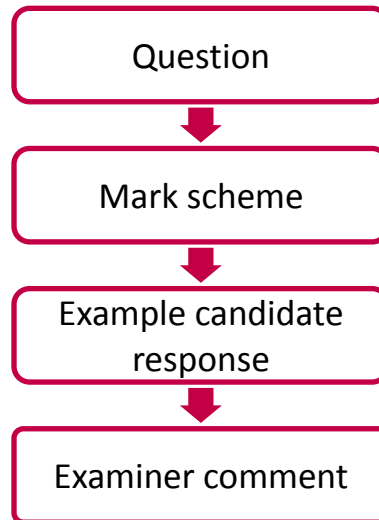 Question
Mark scheme
Example candidate
response
Examiner comment